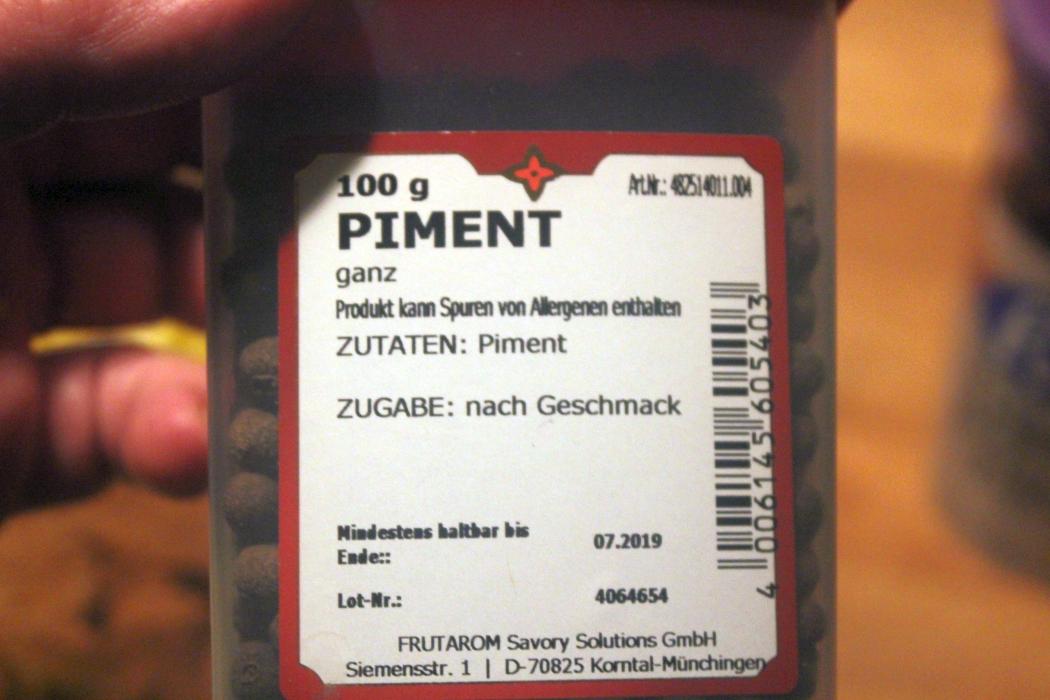 100 g
Art.Nr.: 482514011.004
PIMENT
ganz
Produkt kann Spuren von Allergenen enthalten
ZUTATEN: Piment
ZUGABE: nach Geschmack
Mindestens haltbar bis
Ende:: 07.2019
Lot-Nr.: 4064654
FRUTAROM Savory Solutions GmbH
Siemensstr. 1 | D-70825 Korntal-Münchingen
4 006145 605403